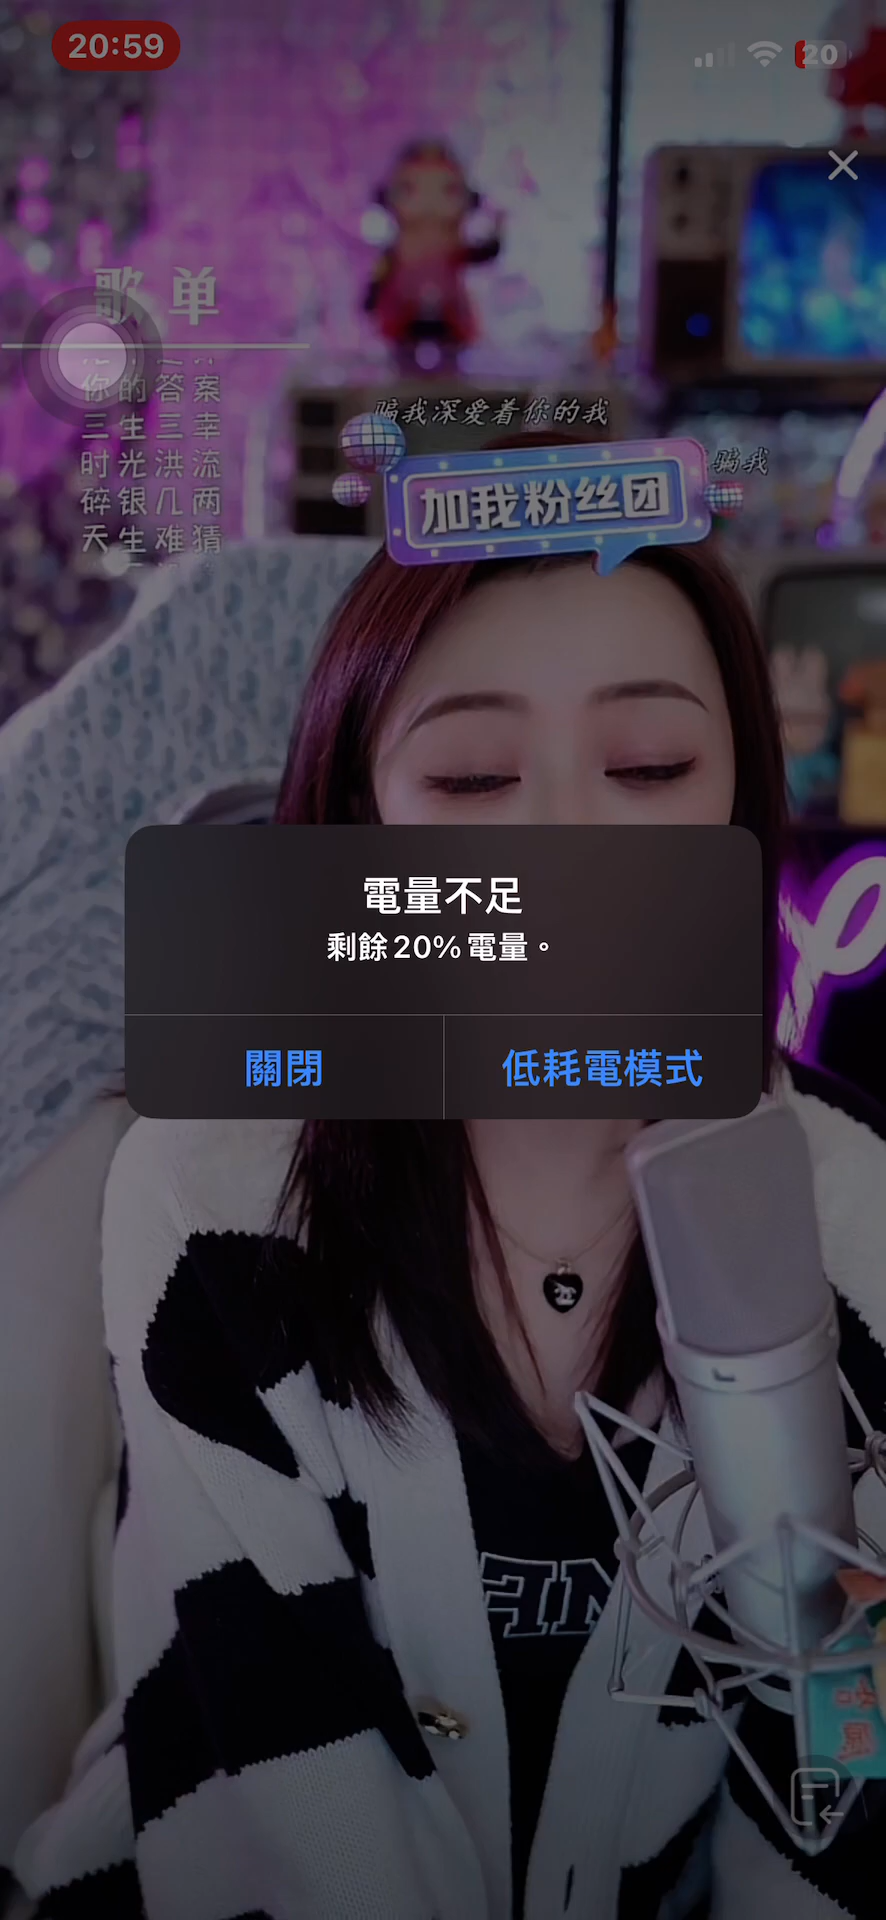 20:59
20
歌单
你的答案
三生三幸
时光洪流
碎银几两
天生难猜
骗我深爱着你的我
骗我
加我粉丝团
電量不足
剩餘20%電量。
關閉
低耗電模式